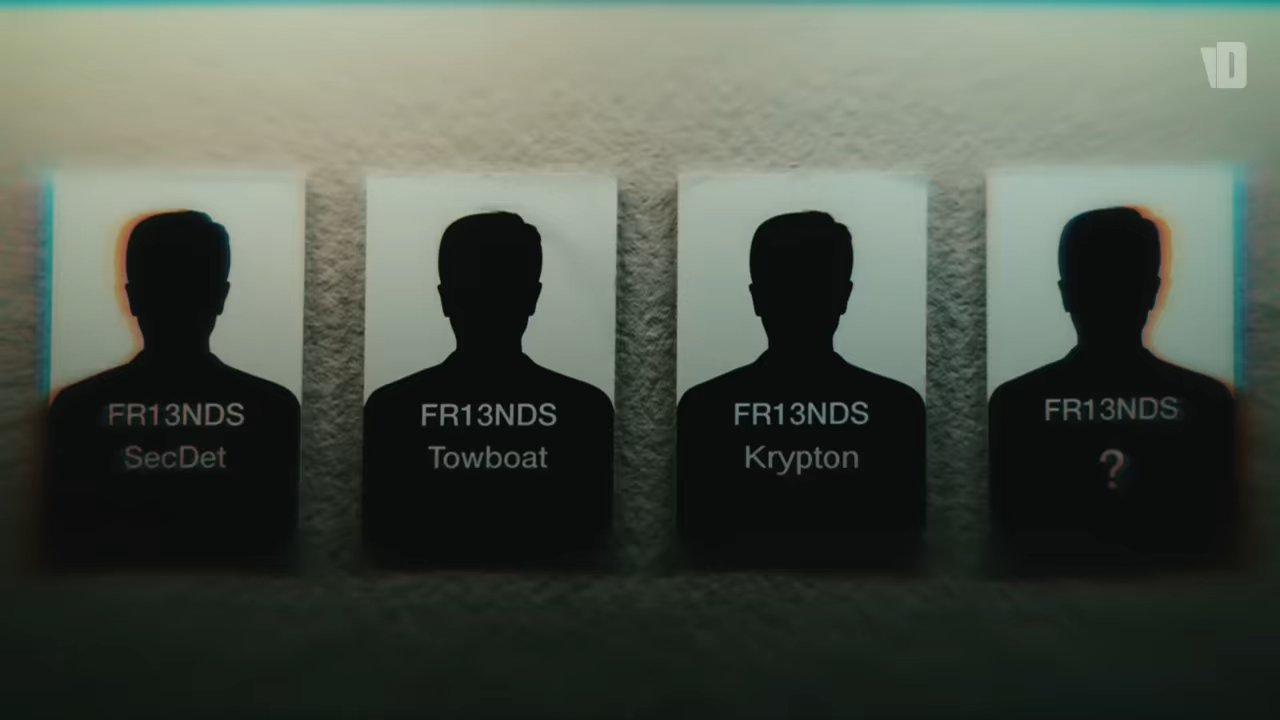 FR13NDS
SecDet
FR13NDS
Towboat
FR13NDS
Krypton
FR13NDS
?
D